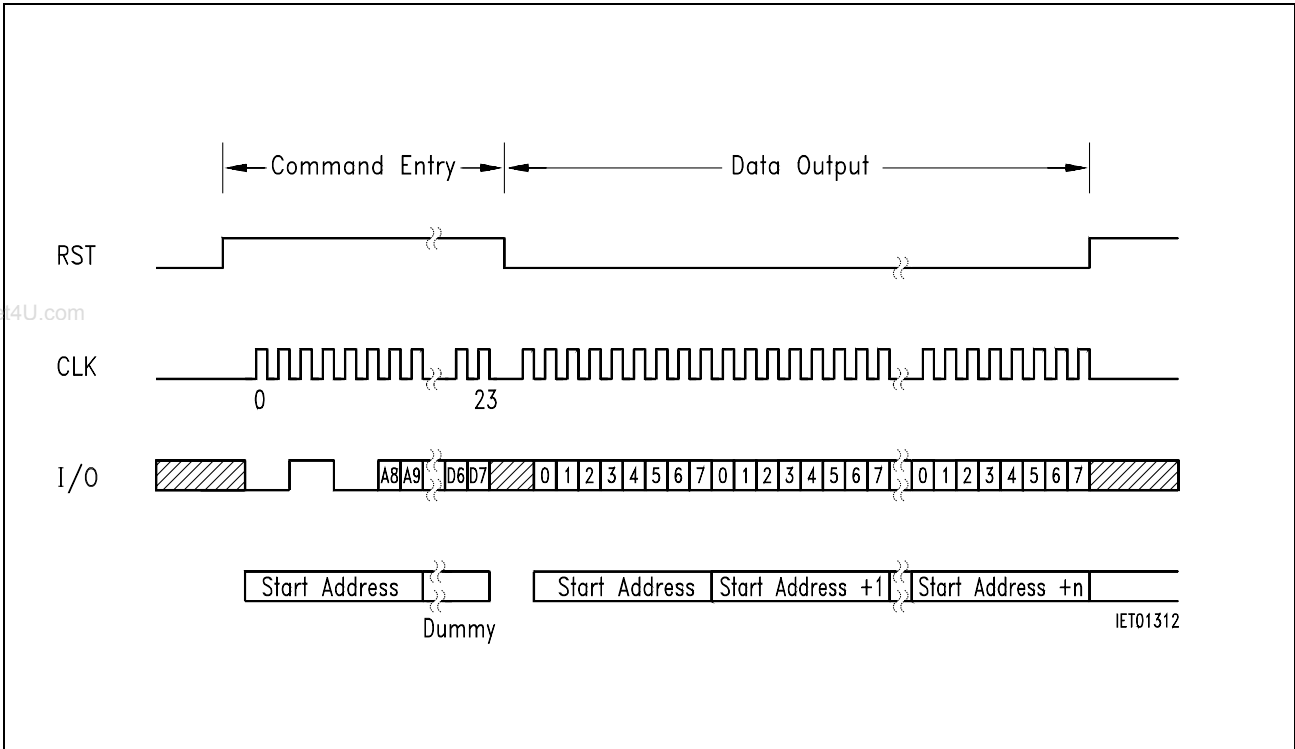 Command Entry Data Output
RST
t4U.com
CLK
0 23
I/O A8 A9 D6 D7 0 1 2 3 4 5 6 7 0 1 2 3 4 5 6 7 0 1 2 3 4 5 6 7
Start Address Start Address Start Address +1 Start Address +n
Dummy
IET01312